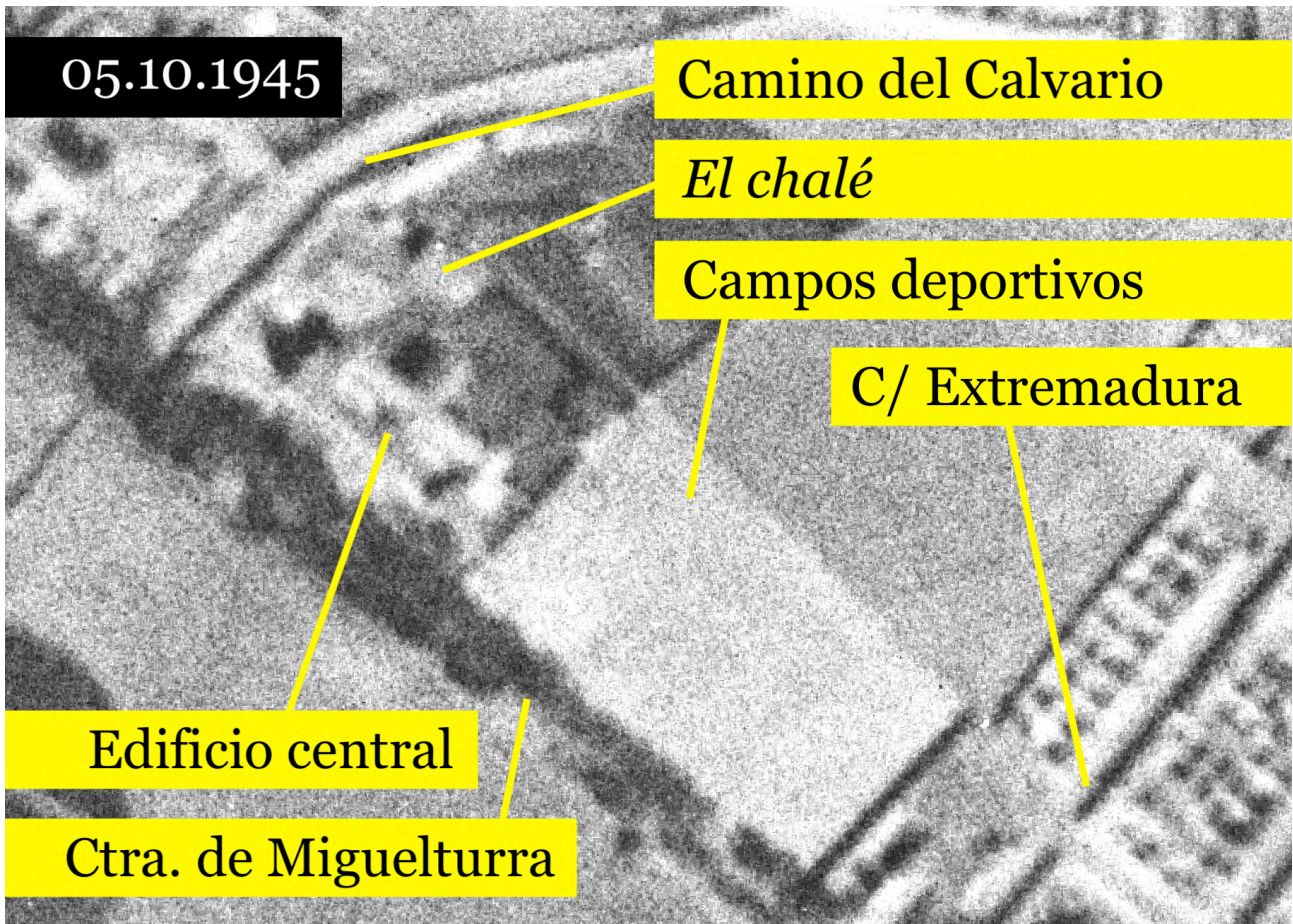 05.10.1945
Camino del Calvario
El chalé
Campos deportivos
C/ Extremadura
Edificio central
Ctra. de Miguelturra